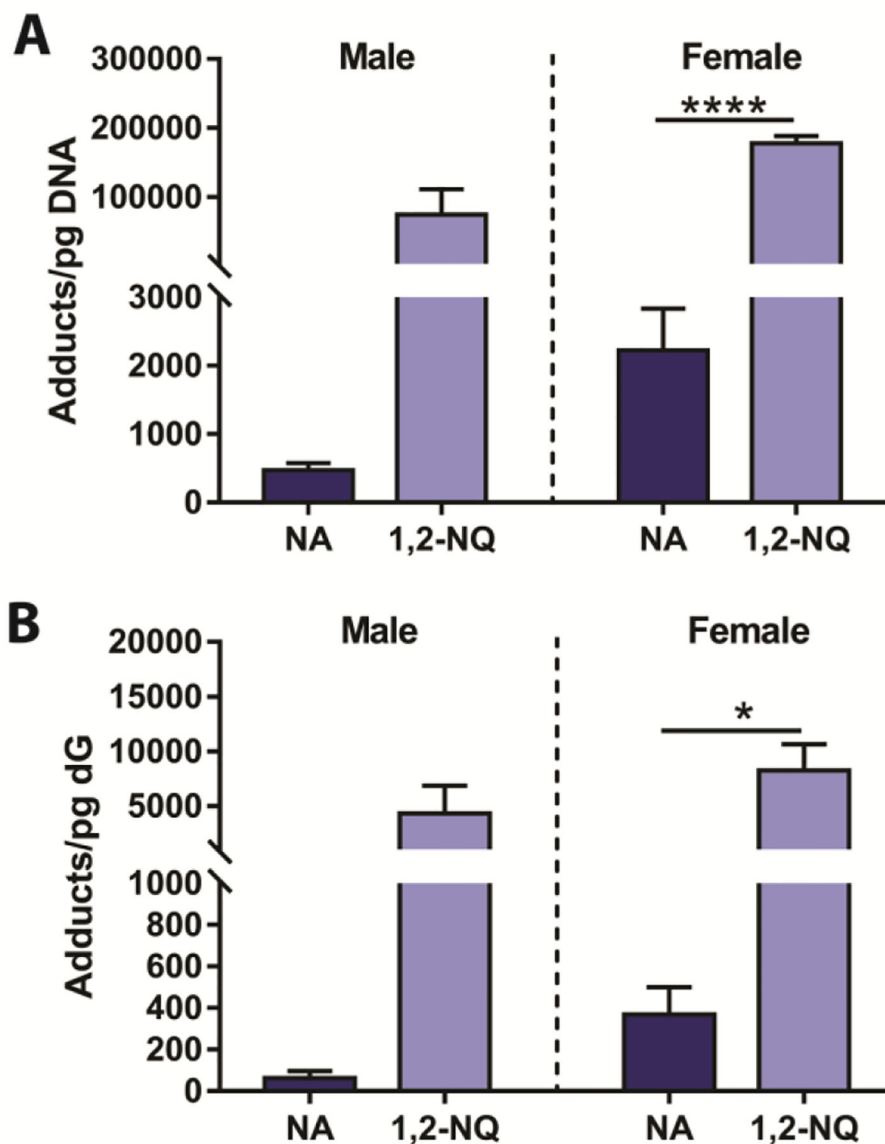 A
Male
Female
300000
200000
100000
3000
2000
1000
0
Adducts/pg DNA
****
NA
1,2-NQ
NA
1,2-NQ
B
Male
Female
20000
15000
10000
5000
1000
800
600
400
200
0
Adducts/pg dG
*
NA
1,2-NQ
NA
1,2-NQ